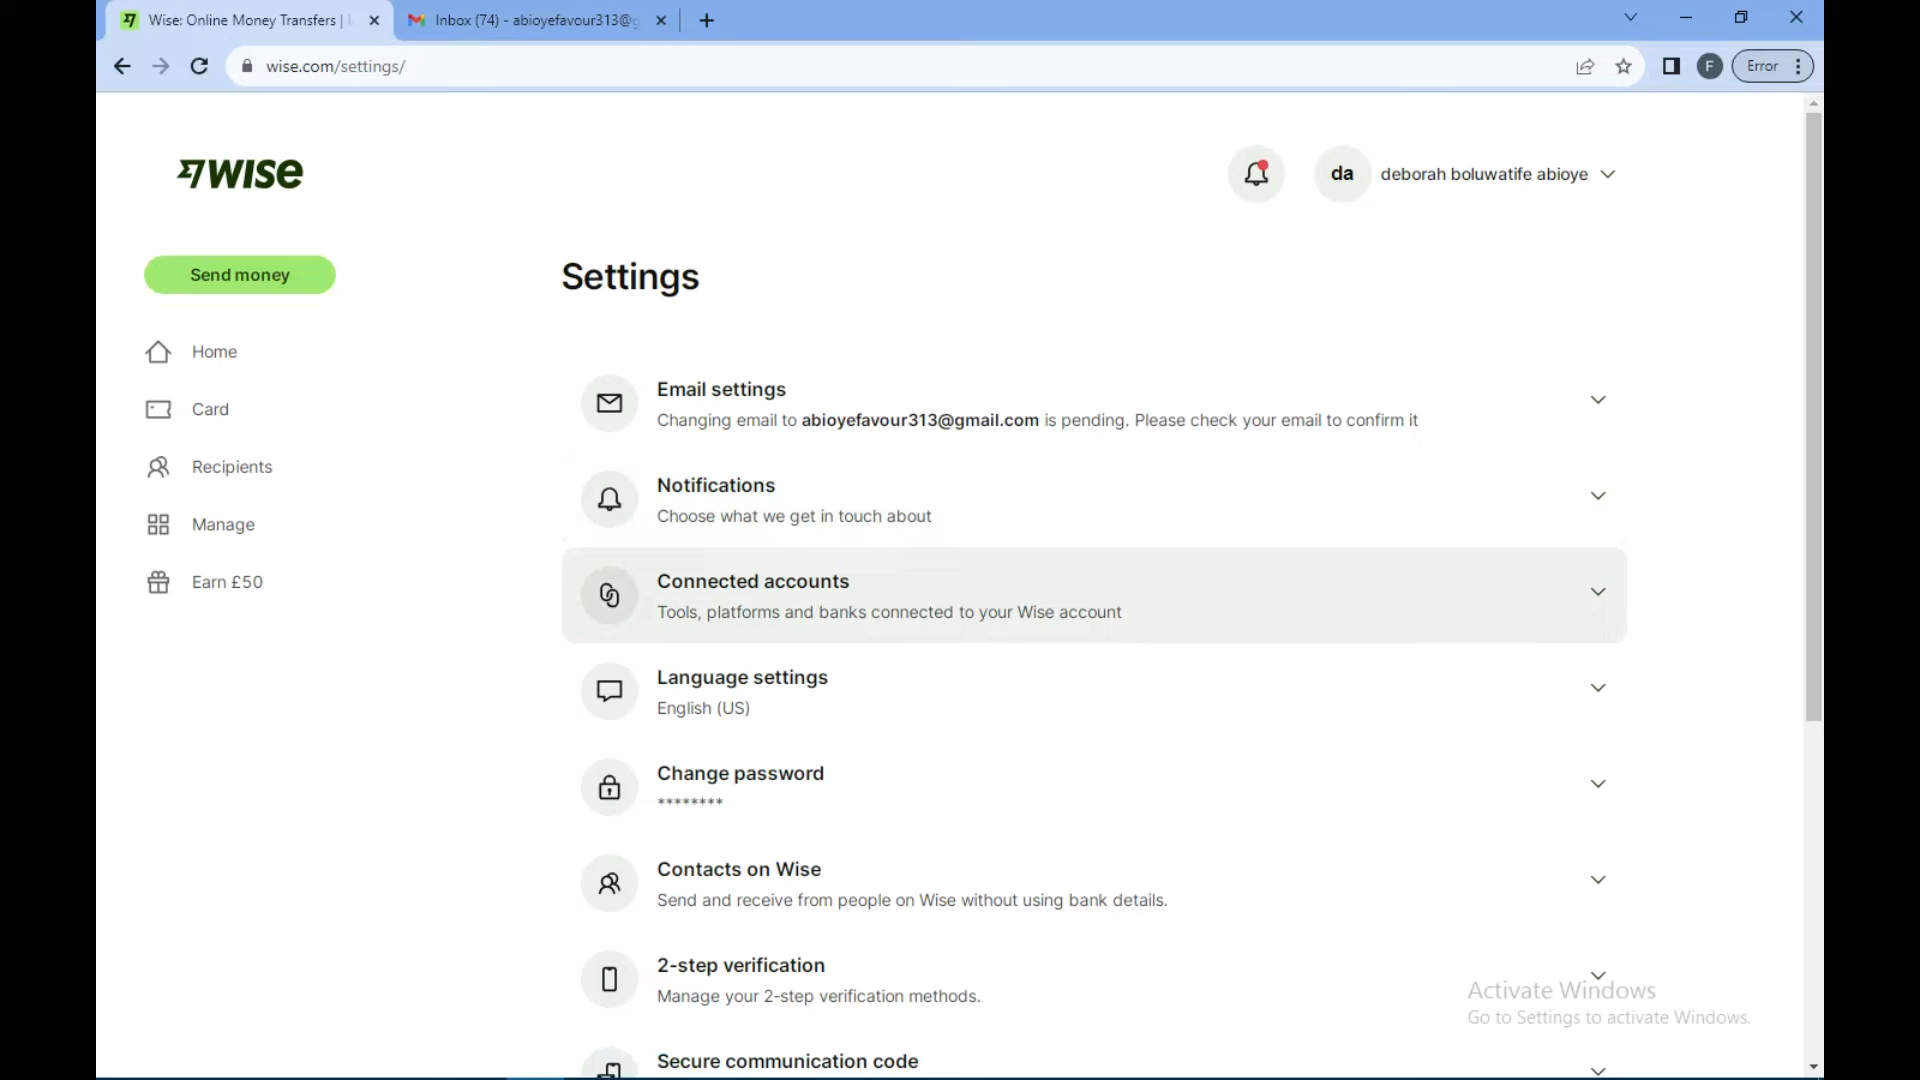 Wise: Online Money Transfers |
Inbox (74) - abioyefavour313@g
wise.com/settings/
F
Error
7WISE
da
deborah boluwatife abioye
Send money
Settings
Home
Card
Recipients
Manage
Earn £50
Email settings
Changing email to abioyefavour313@gmail.com is pending. Please check your email to confirm it
Notifications
Choose what we get in touch about
Connected accounts
Tools, platforms and banks connected to your Wise account
Language settings
English (US)
Change password
********
Contacts on Wise
Send and receive from people on Wise without using bank details.
2-step verification
Manage your 2-step verification methods.
Secure communication code
Activate Windows
Go to Settings to activate Windows.